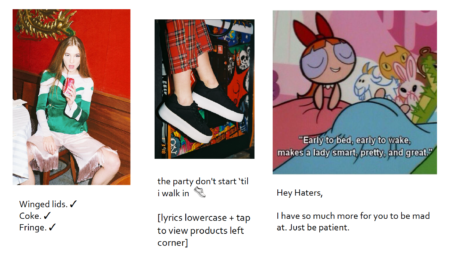 "Early to bed, early to wake,
makes a lady smart, pretty, and great!"
Winged lids. ✓
Coke. ✓
Fringe. ✓
the party don't start 'til
i walk in
[lyrics lowercase + tap
to view products left
corner]
Hey Haters,
I have so much more for you to be mad
at. Just be patient.